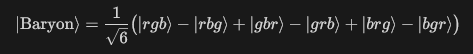 |Baryon⟩ = 1/√6 (|rgb⟩ − |rbg⟩ + |gbr⟩ − |grb⟩ + |brg⟩ − |bgr⟩)